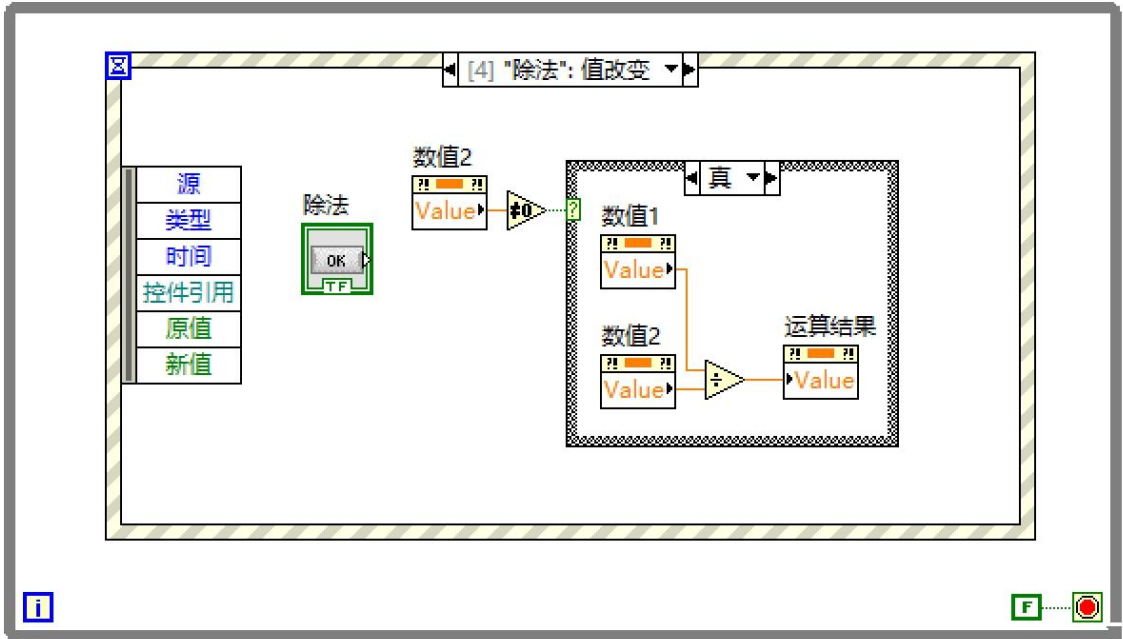 [4] "除法": 值改变
源
类型
时间
控件引用
原值
新值
除法
OK
TF
数值2
?! ?!
Value
≠0
?
真
数值1
?! ?!
Value
数值2
?! ?!
Value
÷
运算结果
?! ?!
Value
i
F